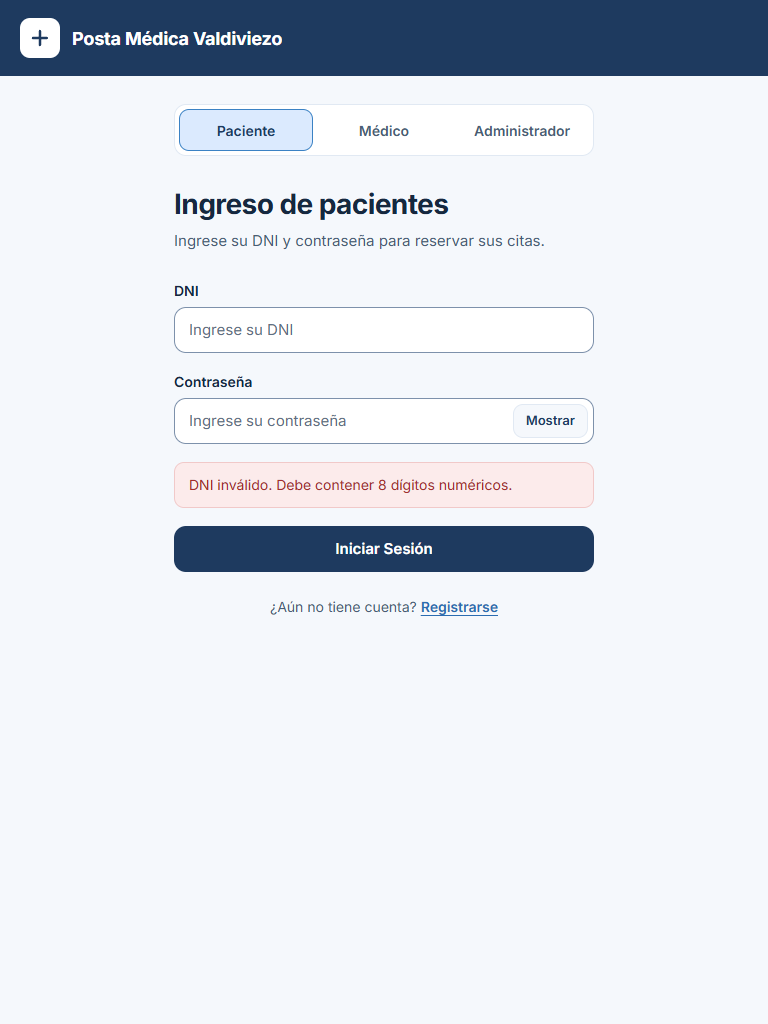 Posta Médica Valdiviezo
Paciente
Médico
Administrador
Ingreso de pacientes
Ingrese su DNI y contraseña para reservar sus citas.
DNI
Ingrese su DNI
Contraseña
Ingrese su contraseña
Mostrar
DNI inválido. Debe contener 8 dígitos numéricos.
Iniciar Sesión
¿Aún no tiene cuenta? Registrarse